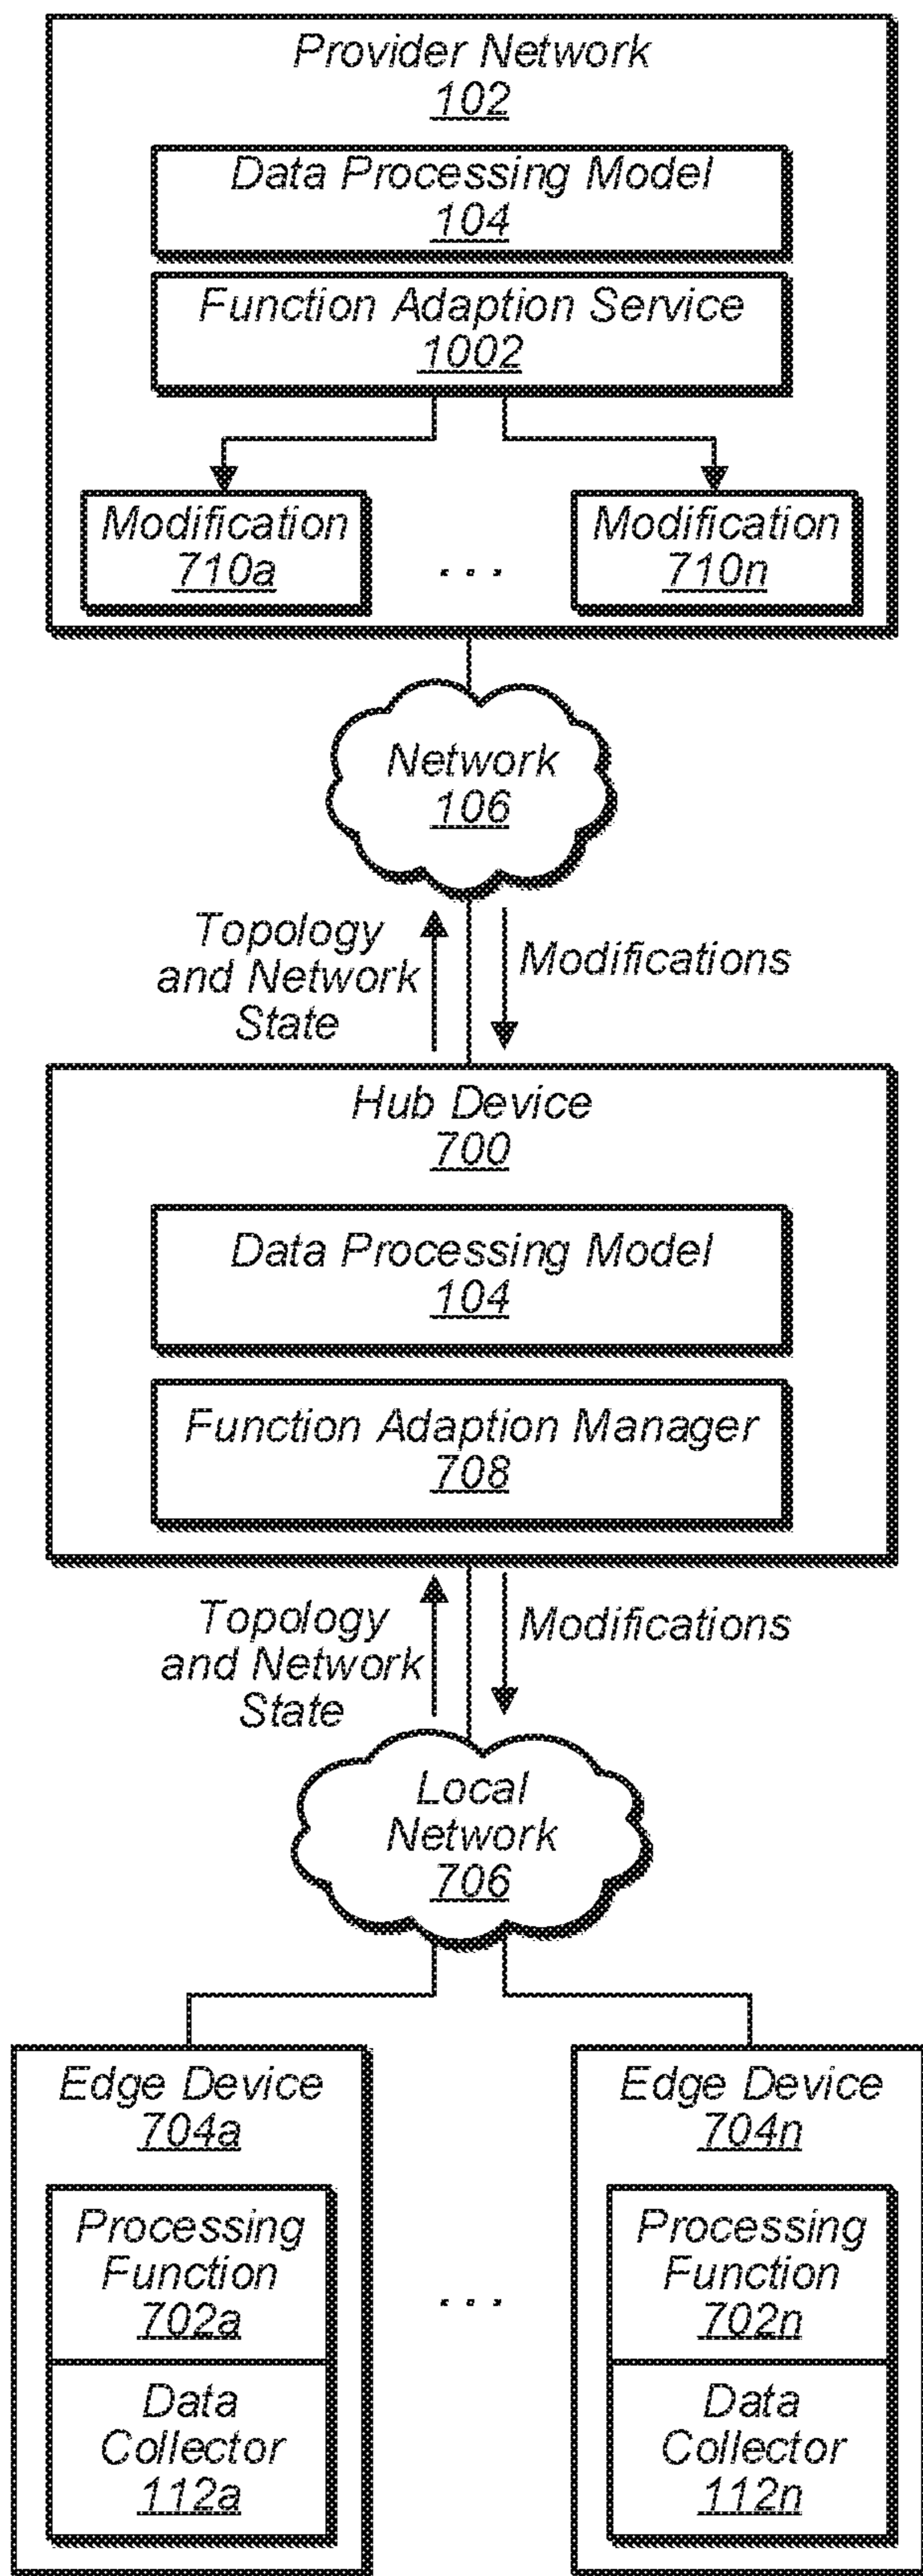 Provider Network
102
Data Processing Model
104
Function Adaption Service
1002
Modification
710a
...
Modification
710n
Network
106
Topology
and Network
State
Modifications
Hub Device
700
Data Processing Model
104
Function Adaption Manager
708
Topology
and Network
State
Modifications
Local
Network
706
Edge Device
704a
Processing
Function
702a
Data
Collector
112a
...
Edge Device
704n
Processing
Function
702n
Data
Collector
112n